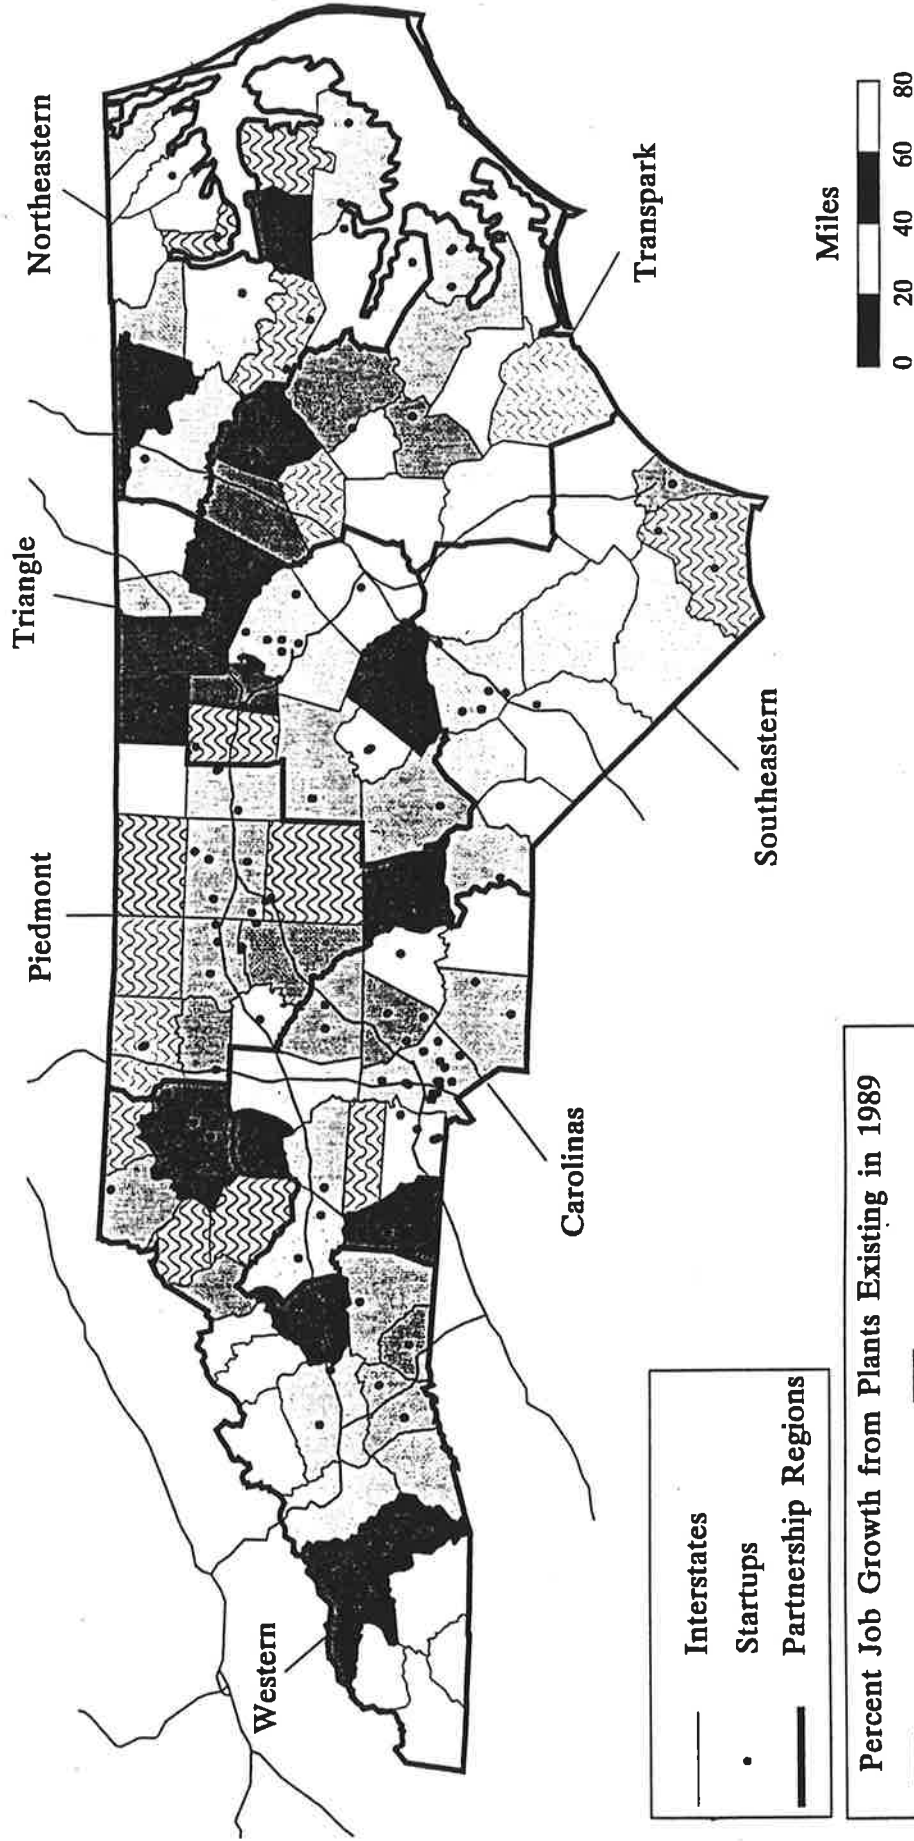 Northeastern
Triangle
Piedmont
Western
Transpark
Southeastern
Carolinas
Miles
0 20 40 60 80
Interstates
Startups
Partnership Regions
Percent Job Growth from Plants Existing in 1989